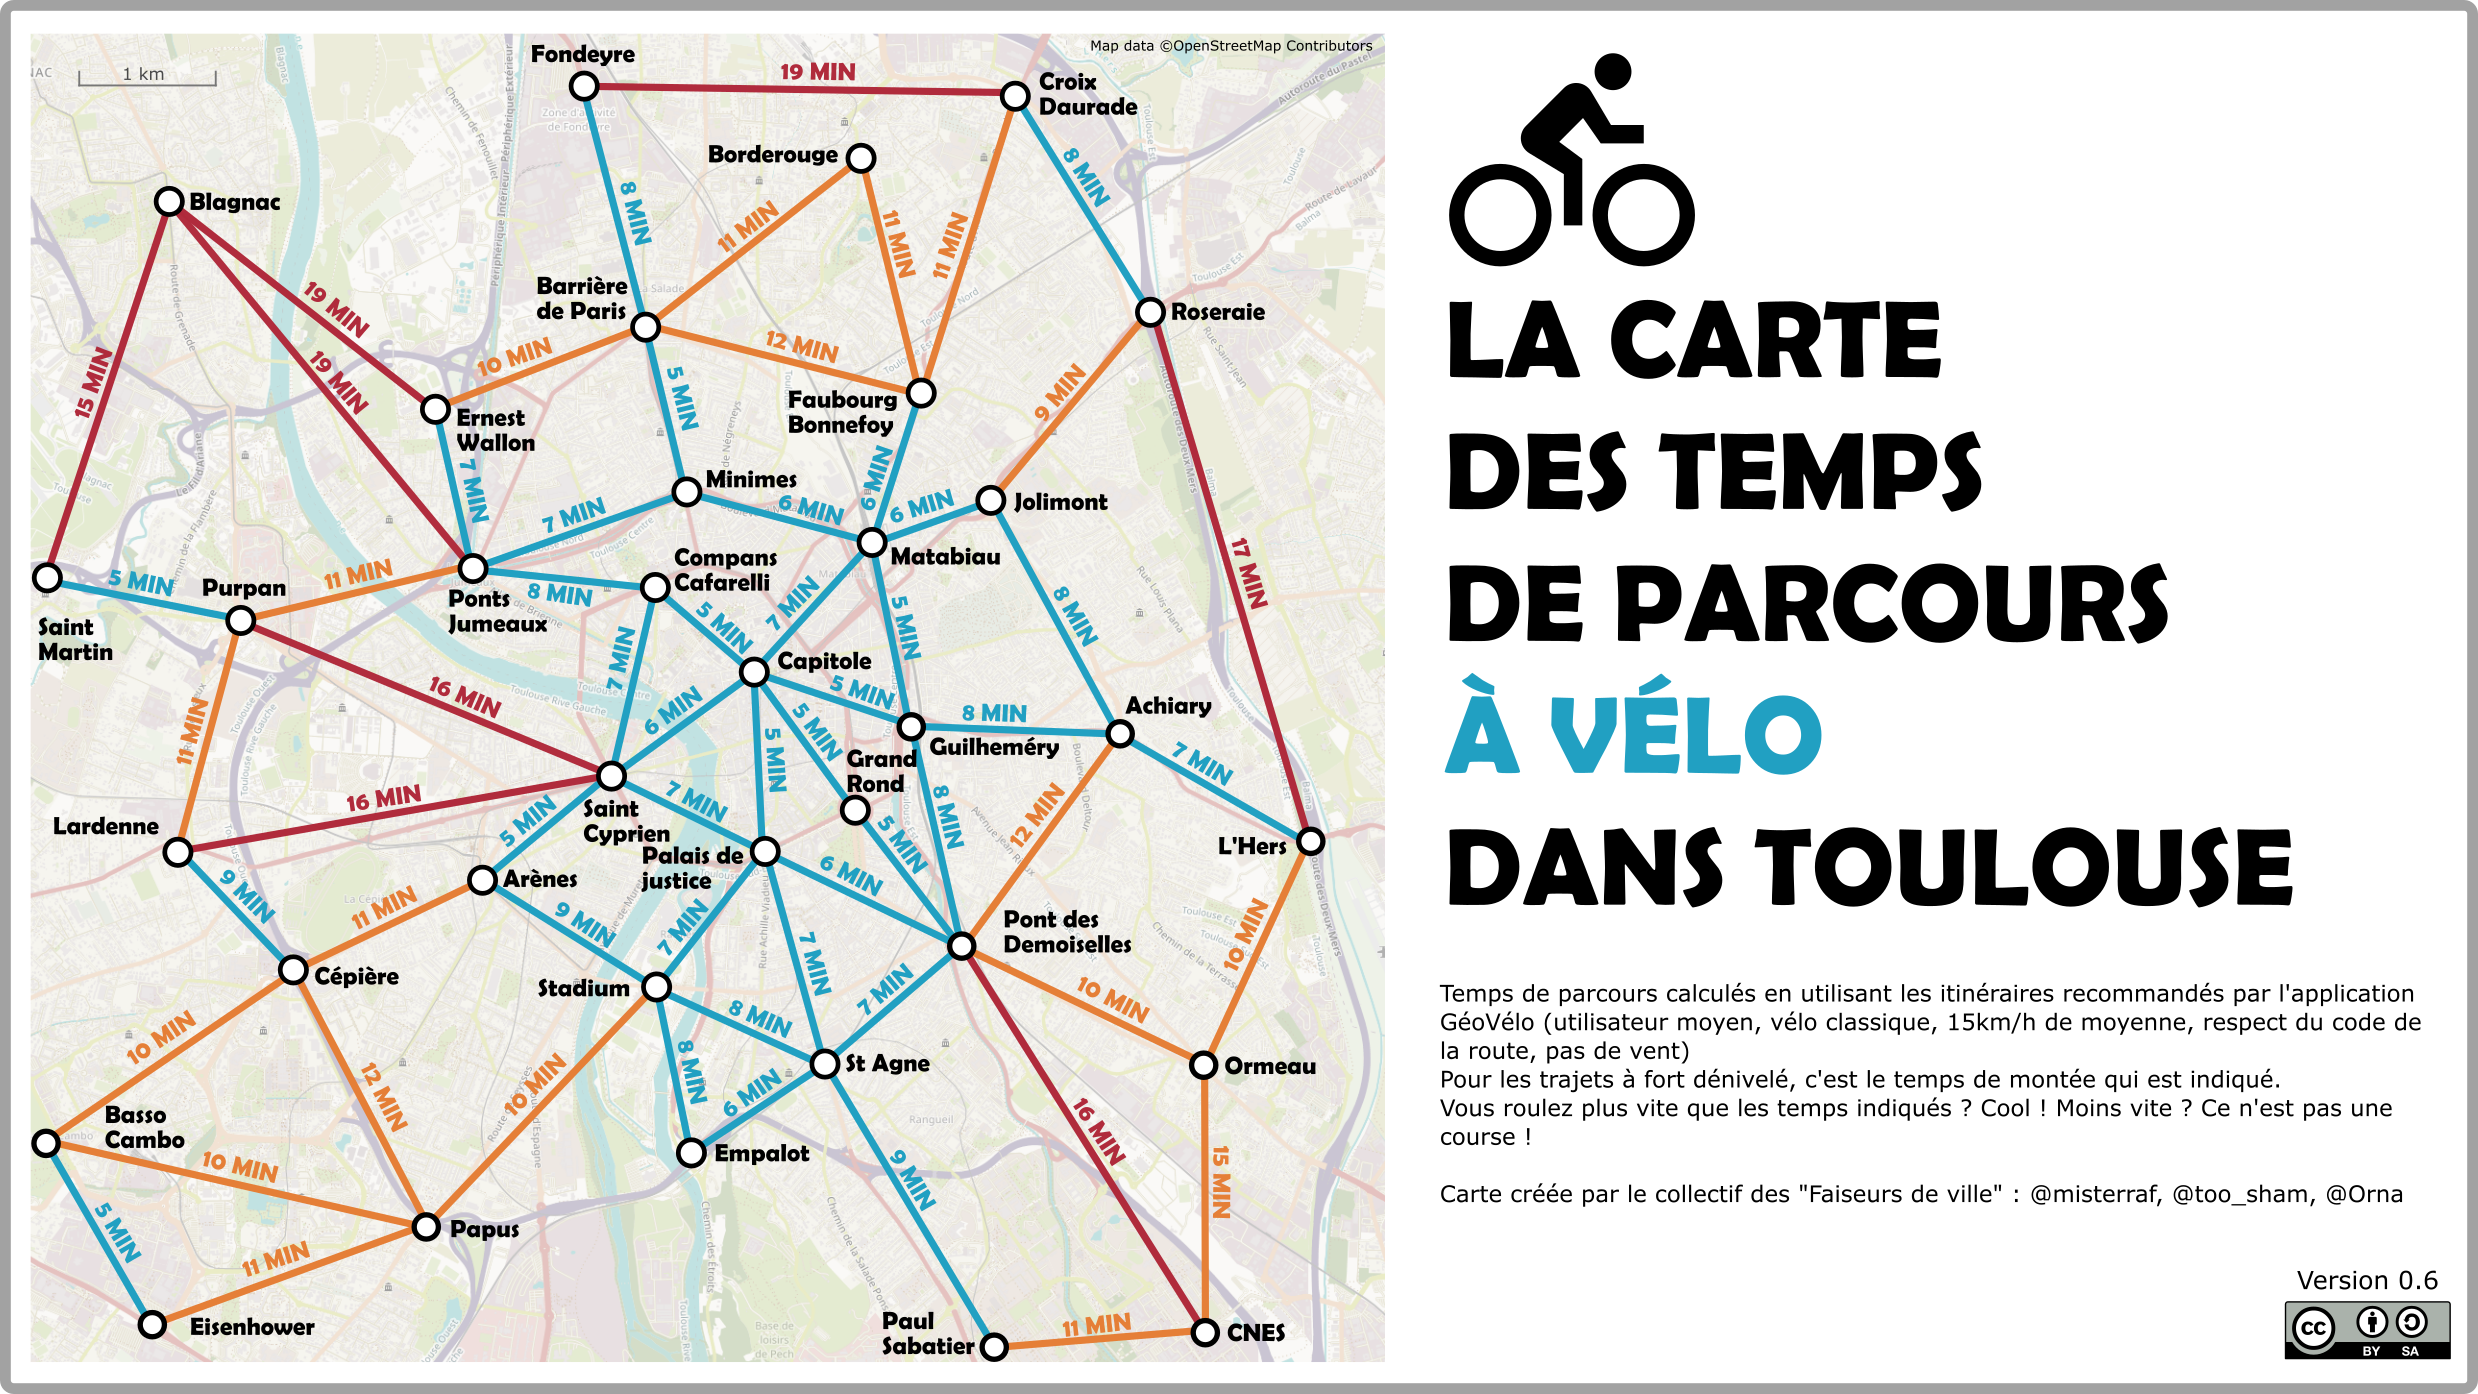 Map data ©OpenStreetMap Contributors
1 km
Fondeyre
19 MIN
Croix
Daurade
Borderouge
8 MIN
8 MIN
11 MIN
11 MIN
11 MIN
Blagnac
Barrière
de Paris
Roseraie
19 MIN
19 MIN
15 MIN
10 MIN
12 MIN
5 MIN
9 MIN
Faubourg
Bonnefoy
Ernest
Wallon
7 MIN
Minimes
7 MIN
6 MIN
6 MIN
6 MIN
Jolimont
Matabiau
17 MIN
Compans
Cafarelli
5 MIN
Purpan
11 MIN
8 MIN
Ponts
Jumeaux
Saint
Martin
5 MIN
7 MIN
5 MIN
8 MIN
7 MIN
Capitole
16 MIN
6 MIN
5 MIN
8 MIN
Achiary
11 MIN
5 MIN
5 MIN
Guilheméry
Grand
Rond
7 MIN
16 MIN
7 MIN
Saint
Cyprien
5 MIN
8 MIN
12 MIN
Lardenne
5 MIN
Palais de
justice
L'Hers
Arènes
9 MIN
6 MIN
11 MIN
9 MIN
7 MIN
Pont des
Demoiselles
10 MIN
Cépière
Stadium
7 MIN
7 MIN
10 MIN
8 MIN
10 MIN
St Agne
Ormeau
8 MIN
6 MIN
12 MIN
10 MIN
Basso
Cambo
10 MIN
Empalot
16 MIN
15 MIN
9 MIN
5 MIN
Papus
11 MIN
Eisenhower
Paul
Sabatier
11 MIN
CNES
LA CARTE
DES TEMPS
DE PARCOURS
À VÉLO
DANS TOULOUSE
Temps de parcours calculés en utilisant les itinéraires recommandés par l'application
GéoVélo (utilisateur moyen, vélo classique, 15km/h de moyenne, respect du code de
la route, pas de vent)
Pour les trajets à fort dénivelé, c'est le temps de montée qui est indiqué.
Vous roulez plus vite que les temps indiqués ? Cool ! Moins vite ? Ce n'est pas une
course !
Carte créée par le collectif des "Faiseurs de ville" : @misterraf, @too_sham, @Orna
Version 0.6
CC BY SA